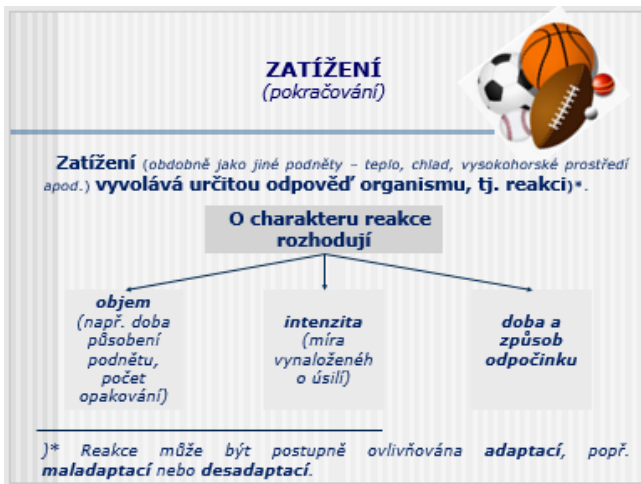 ZATÍŽENÍ
(pokračování)
Zatížení (obdobně jako jiné podněty – teplo, chlad, vysokohorské prostředí
apod.) vyvolává určitou odpověď organismu, tj. reakci)*.
O charakteru reakce
rozhodují
objem
(např. doba
působení
podnětu,
počet
opakování)
intenzita
(míra
vynaloženéh
o úsilí)
doba a
způsob
odpočinku
)* Reakce může být postupně ovlivňována adaptací, popř.
maladaptací nebo desadaptací.